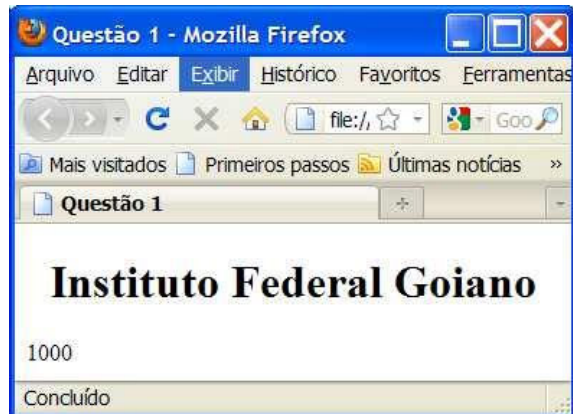 Questão 1 - Mozilla Firefox
Arquivo Editar Exibir Histórico Favoritos Ferramentas
file:/ Goo
Mais visitados Primeiros passos Últimas notícias »
Questão 1
Instituto Federal Goiano
1000
Concluído